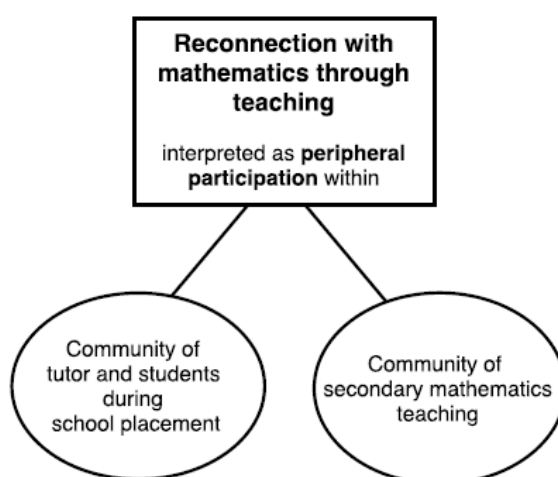 Reconnection with
mathematics through
teaching
interpreted as peripheral
participation within
Community of
tutor and students
during
school placement
Community of
secondary mathematics
teaching